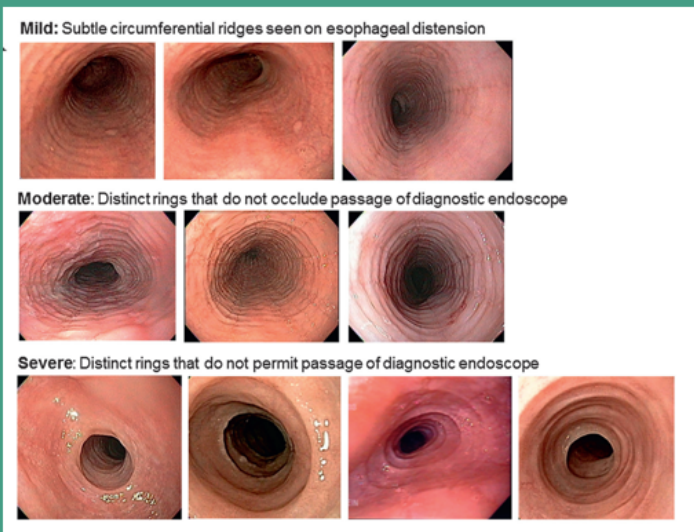 Mild: Subtle circumferential ridges seen on esophageal distension
Moderate: Distinct rings that do not occlude passage of diagnostic endoscope
Severe: Distinct rings that do not permit passage of diagnostic endoscope